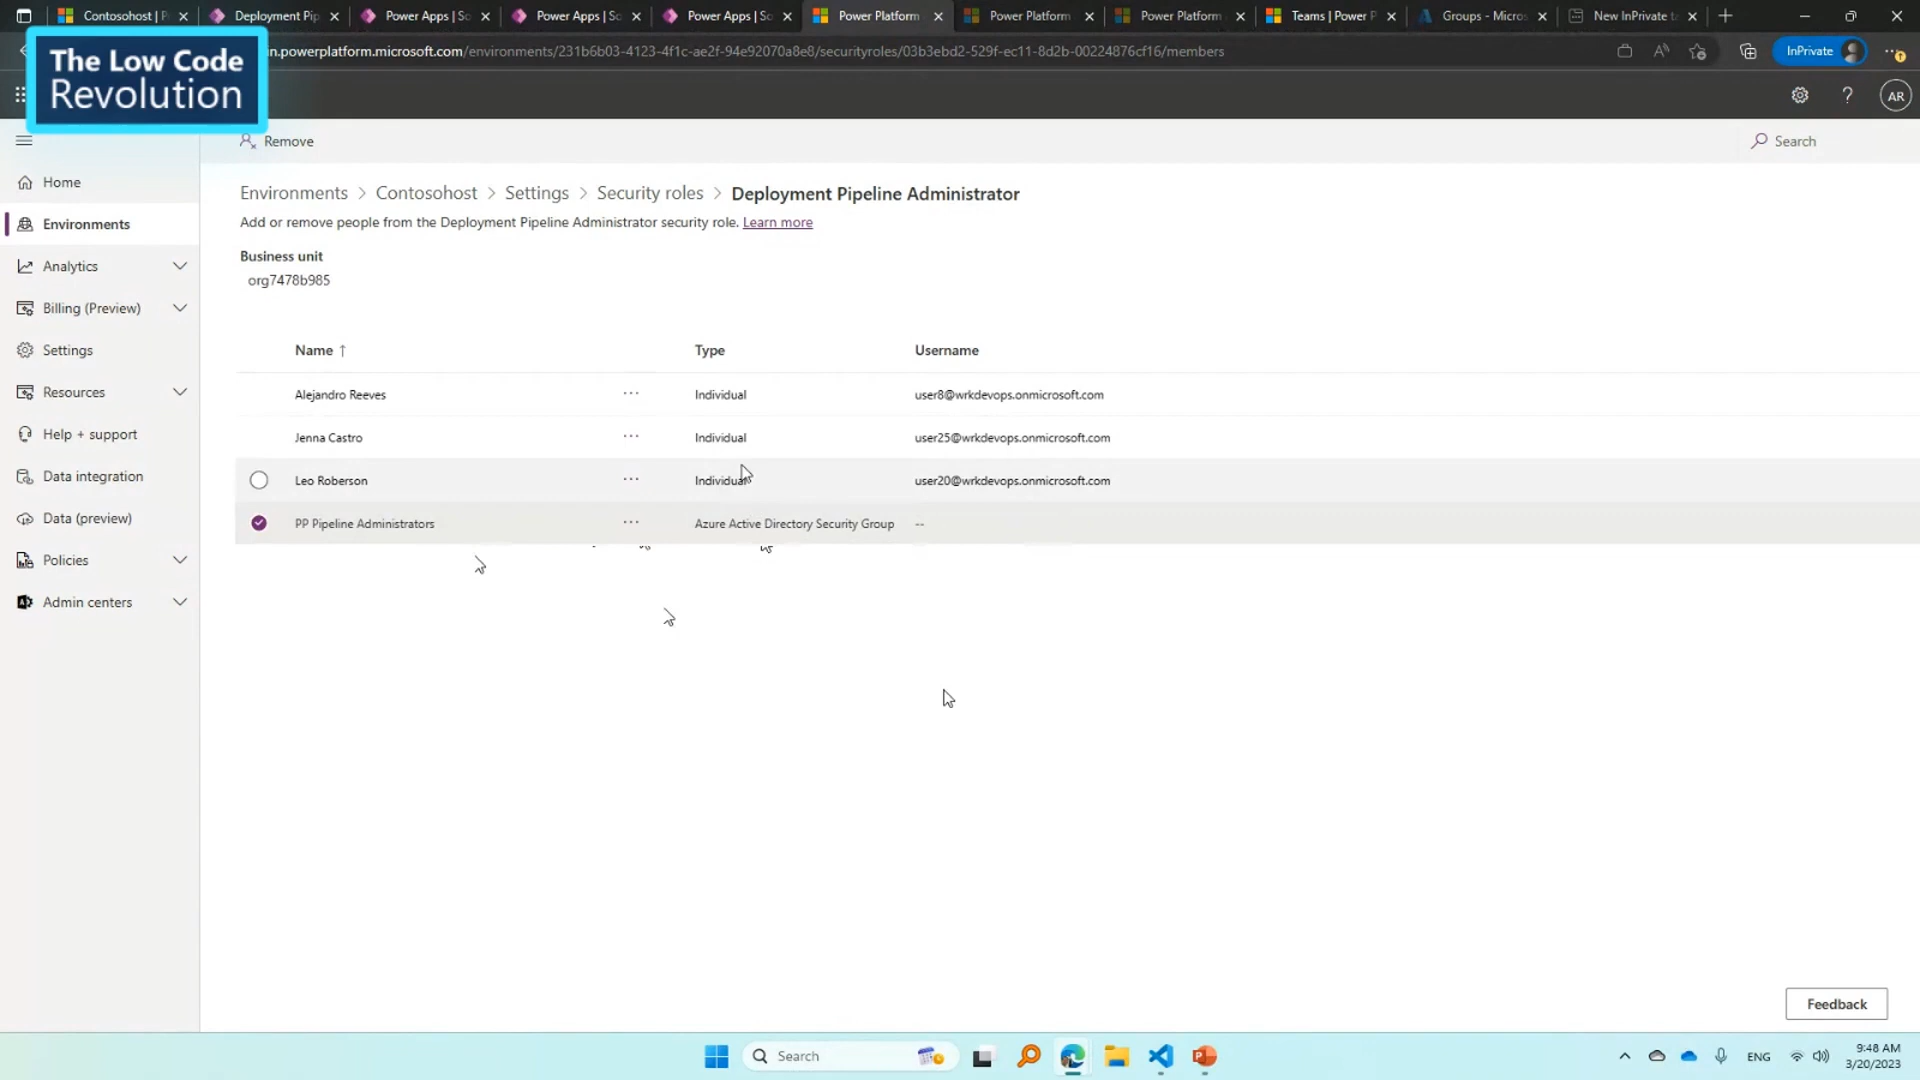 Contosohost | P
Deployment Pip
Power Apps | So
Power Apps | So
Power Apps | So
Power Platform
Power Platform
Power Platform
Teams | Power P
Groups - Micros
New InPrivate ta
The Low Code
Revolution
in.powerplatform.microsoft.com/environments/231b6b03-4123-4f1c-ae2f-94e92070a8e8/securityroles/03b3ebd2-529f-ec11-8d2b-00224876cf16/members
InPrivate
AR
Remove
Search
Home
Environments
Analytics
Billing (Preview)
Settings
Resources
Help + support
Data integration
Data (preview)
Policies
Admin centers
Environments > Contosohost > Settings > Security roles > Deployment Pipeline Administrator
Add or remove people from the Deployment Pipeline Administrator security role. Learn more
Business unit
org7478b985
Name ↑ Type Username
Alejandro Reeves ... Individual user8@wrkdevops.onmicrosoft.com
Jenna Castro ... Individual user25@wrkdevops.onmicrosoft.com
Leo Roberson ... Individual user20@wrkdevops.onmicrosoft.com
PP Pipeline Administrators ... Azure Active Directory Security Group --
Feedback
Search
ENG
9:48 AM
3/20/2023